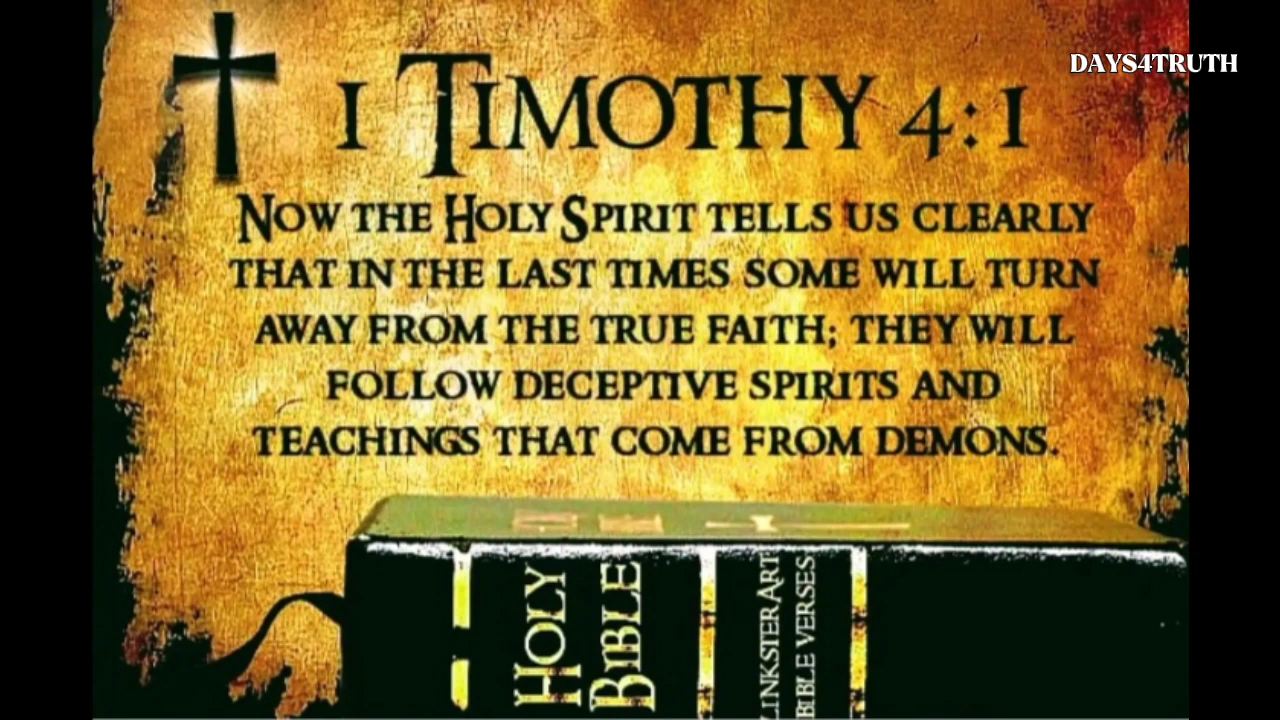 DAYS4TRUTH
1 TIMOTHY 4:1
NOW THE HOLY SPIRIT TELLS US CLEARLY
THAT IN THE LAST TIMES SOME WILL TURN
AWAY FROM THE TRUE FAITH; THEY WILL
FOLLOW DECEPTIVE SPIRITS AND
TEACHINGS THAT COME FROM DEMONS.
HOLY
BIBLE
LINKSTERART
BIBLE VERSES